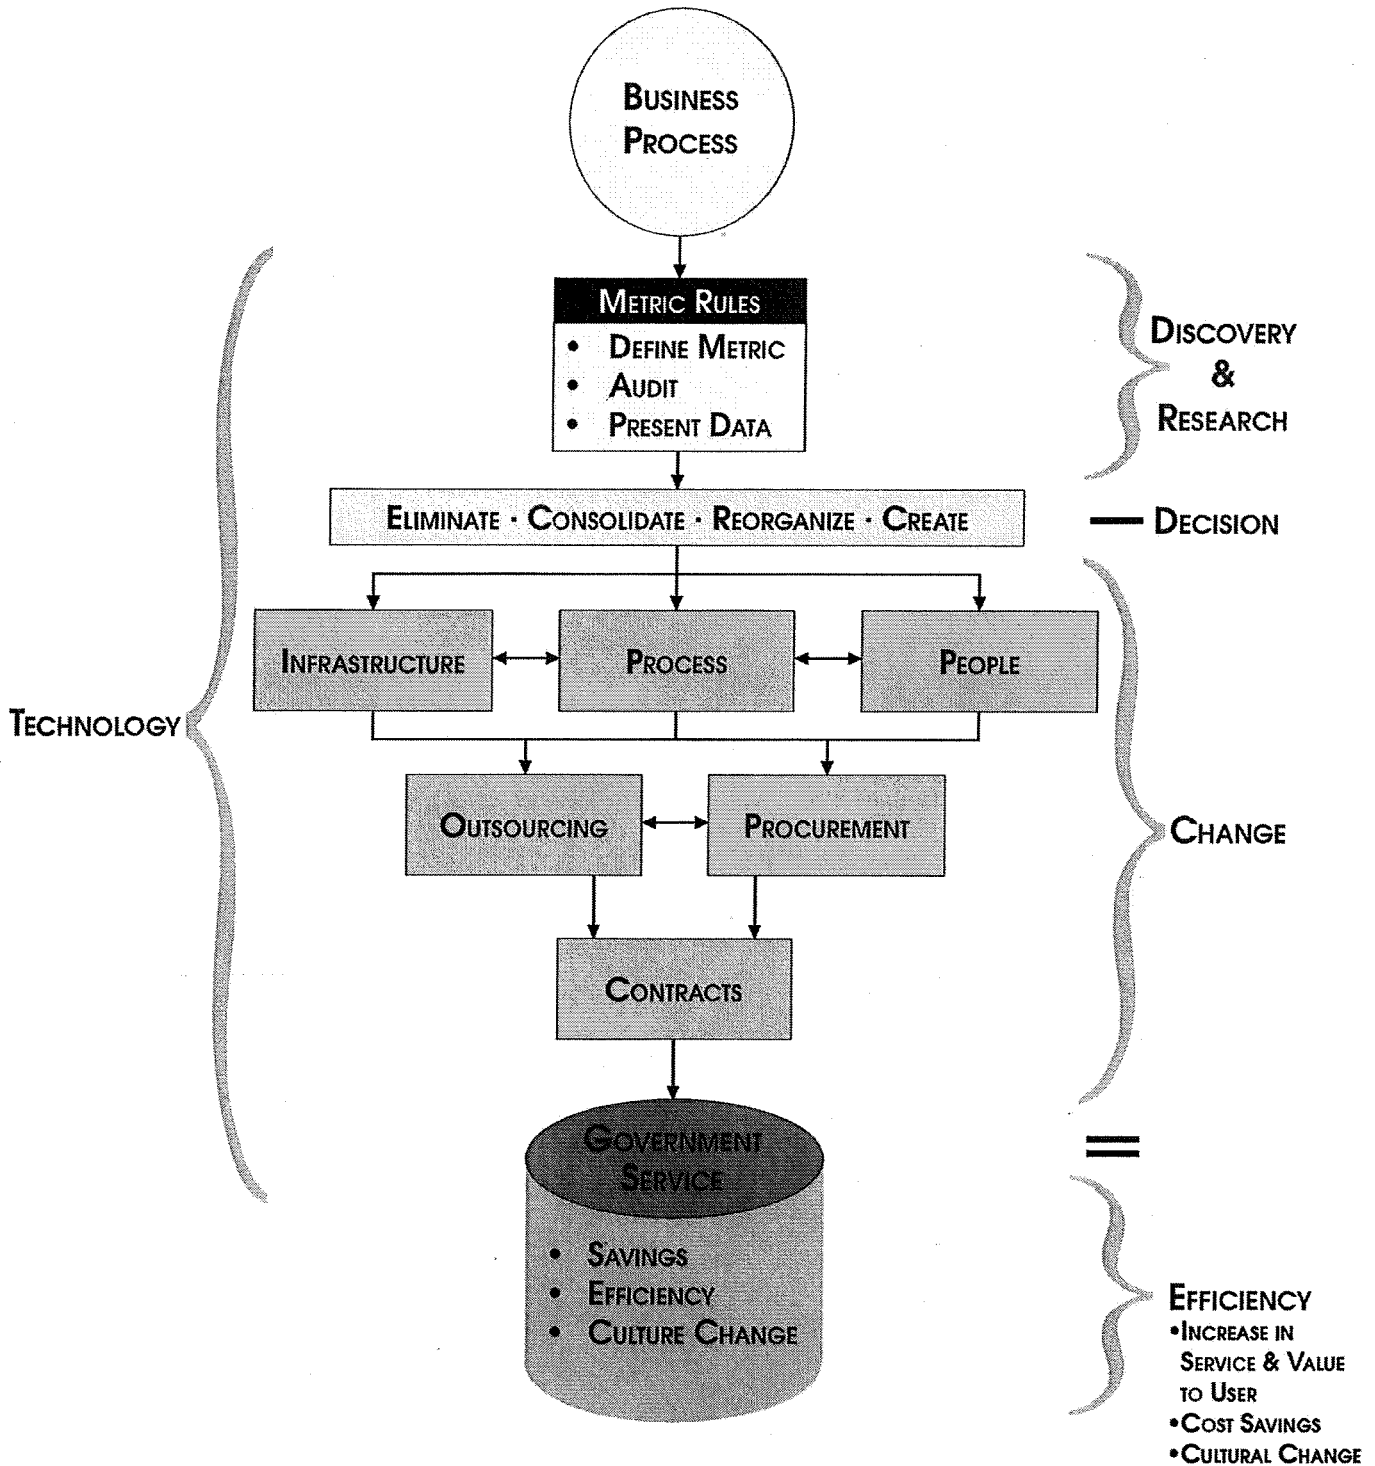 BUSINESS
PROCESS
METRIC RULES
• DEFINE METRIC
• AUDIT
• PRESENT DATA
DISCOVERY
&
RESEARCH
ELIMINATE · CONSOLIDATE · REORGANIZE · CREATE
DECISION
INFRASTRUCTURE
PROCESS
PEOPLE
TECHNOLOGY
OUTSOURCING
PROCUREMENT
CHANGE
CONTRACTS
GOVERNMENT
SERVICE
=
• SAVINGS
• EFFICIENCY
• CULTURE CHANGE
EFFICIENCY
•INCREASE IN
SERVICE & VALUE
TO USER
•COST SAVINGS
•CULTURAL CHANGE